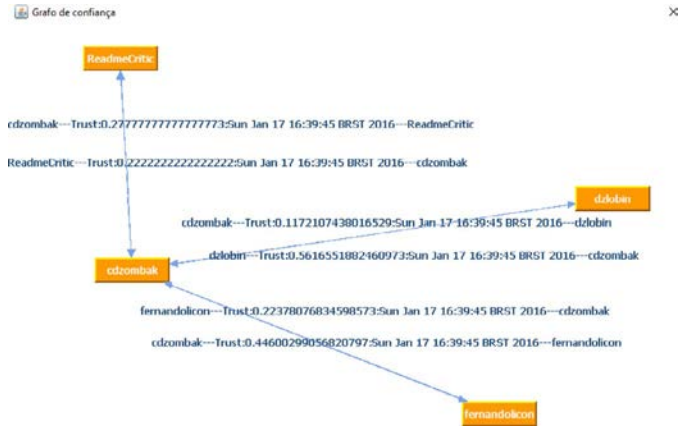 Grafo de confiança
ReadmeCritic
cdzombak---Trust:0.27777777777777773:Sun Jan 17 16:39:45 BRST 2016---ReadmeCritic
ReadmeCritic---Trust:0.2222222222222222:Sun Jan 17 16:39:45 BRST 2016---cdzombak
dzlobin
cdzombak---Trust:0.1172107438016529:Sun Jan 17 16:39:45 BRST 2016---dzlobin
dzlobin---Trust:0.5616551882460973:Sun Jan 17 16:39:45 BRST 2016---cdzombak
cdzombak
fernandolicon---Trust:0.22378076834598573:Sun Jan 17 16:39:45 BRST 2016---cdzombak
cdzombak---Trust:0.44600299056820797:Sun Jan 17 16:39:45 BRST 2016---fernandolicon
fernandolicon